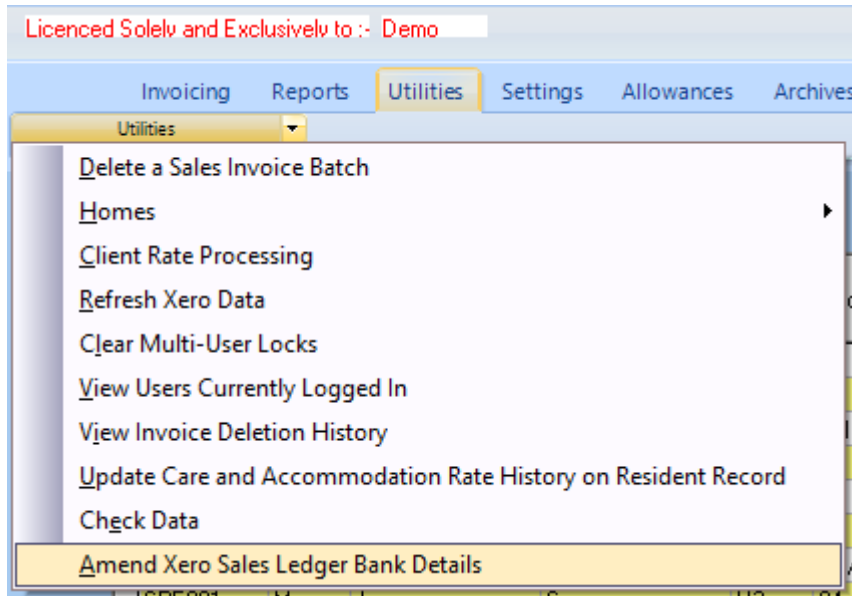 Licenced Solely and Exclusively to :- Demo
Invoicing Reports Utilities Settings Allowances Archives
Utilities
Delete a Sales Invoice Batch
Homes
Client Rate Processing
Refresh Xero Data
Clear Multi-User Locks
View Users Currently Logged In
View Invoice Deletion History
Update Care and Accommodation Rate History on Resident Record
Check Data
Amend Xero Sales Ledger Bank Details